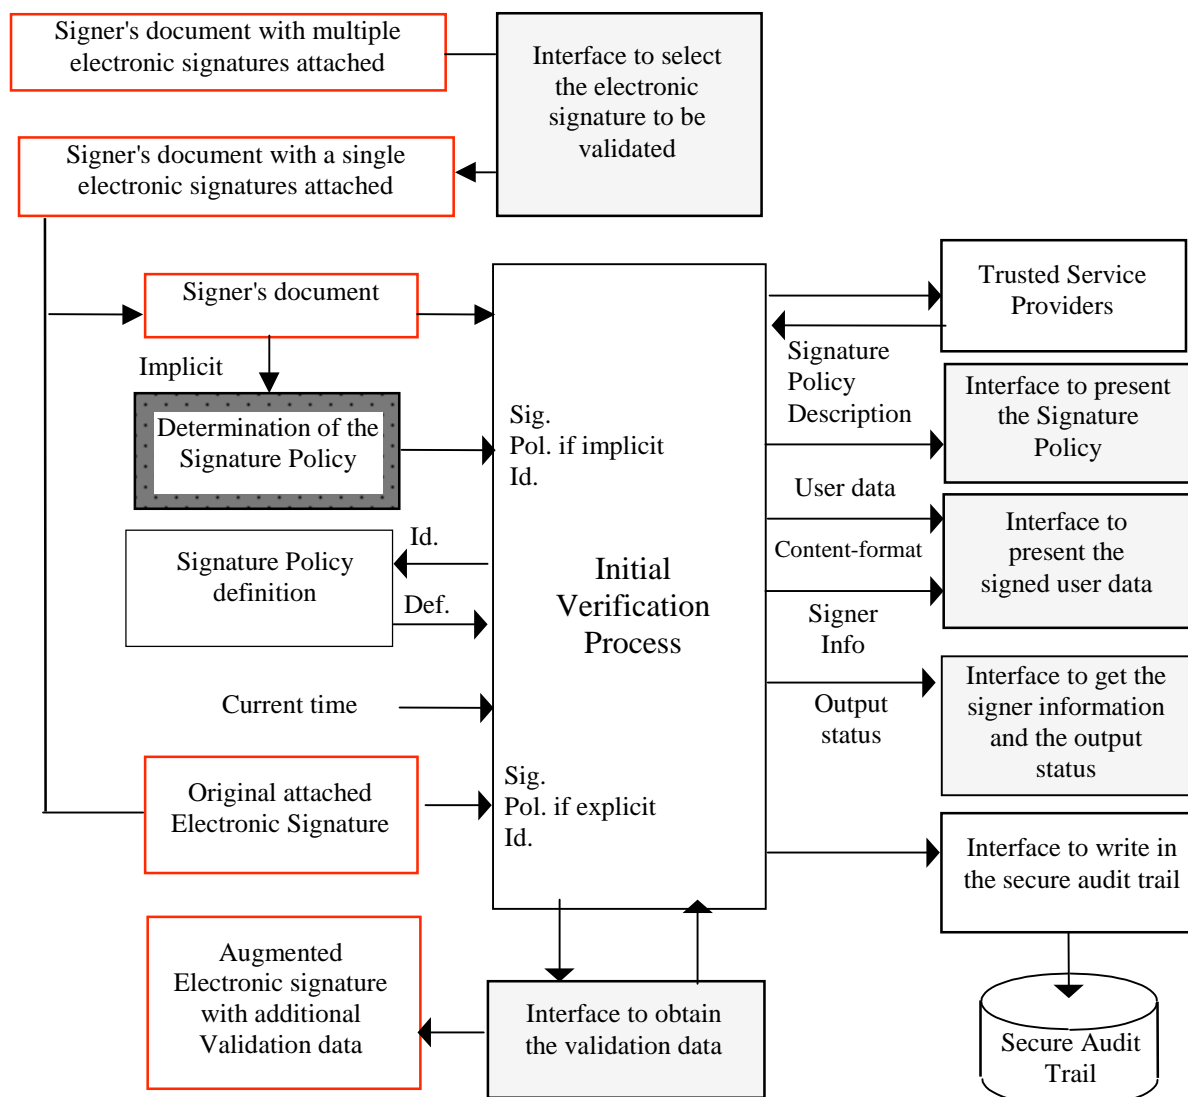 Signer's document with multiple
electronic signatures attached
Interface to select
the electronic
signature to be
validated
Signer's document with a single
electronic signatures attached
Signer's document
Implicit
Determination of the
Signature Policy
Sig.
Pol. if implicit
Id.
Trusted Service
Providers
Signature
Policy
Description
Interface to present
the Signature
Policy
User data
Content-format
Interface to
present the
signed user data
Signature Policy
definition
Id.
Def.
Initial
Verification
Process
Signer
Info
Current time
Output
status
Interface to get the
signer information
and the output
status
Original attached
Electronic Signature
Sig.
Pol. if explicit
Id.
Interface to write in
the secure audit trail
Augmented
Electronic signature
with additional
Validation data
Interface to obtain
the validation data
Secure Audit
Trail